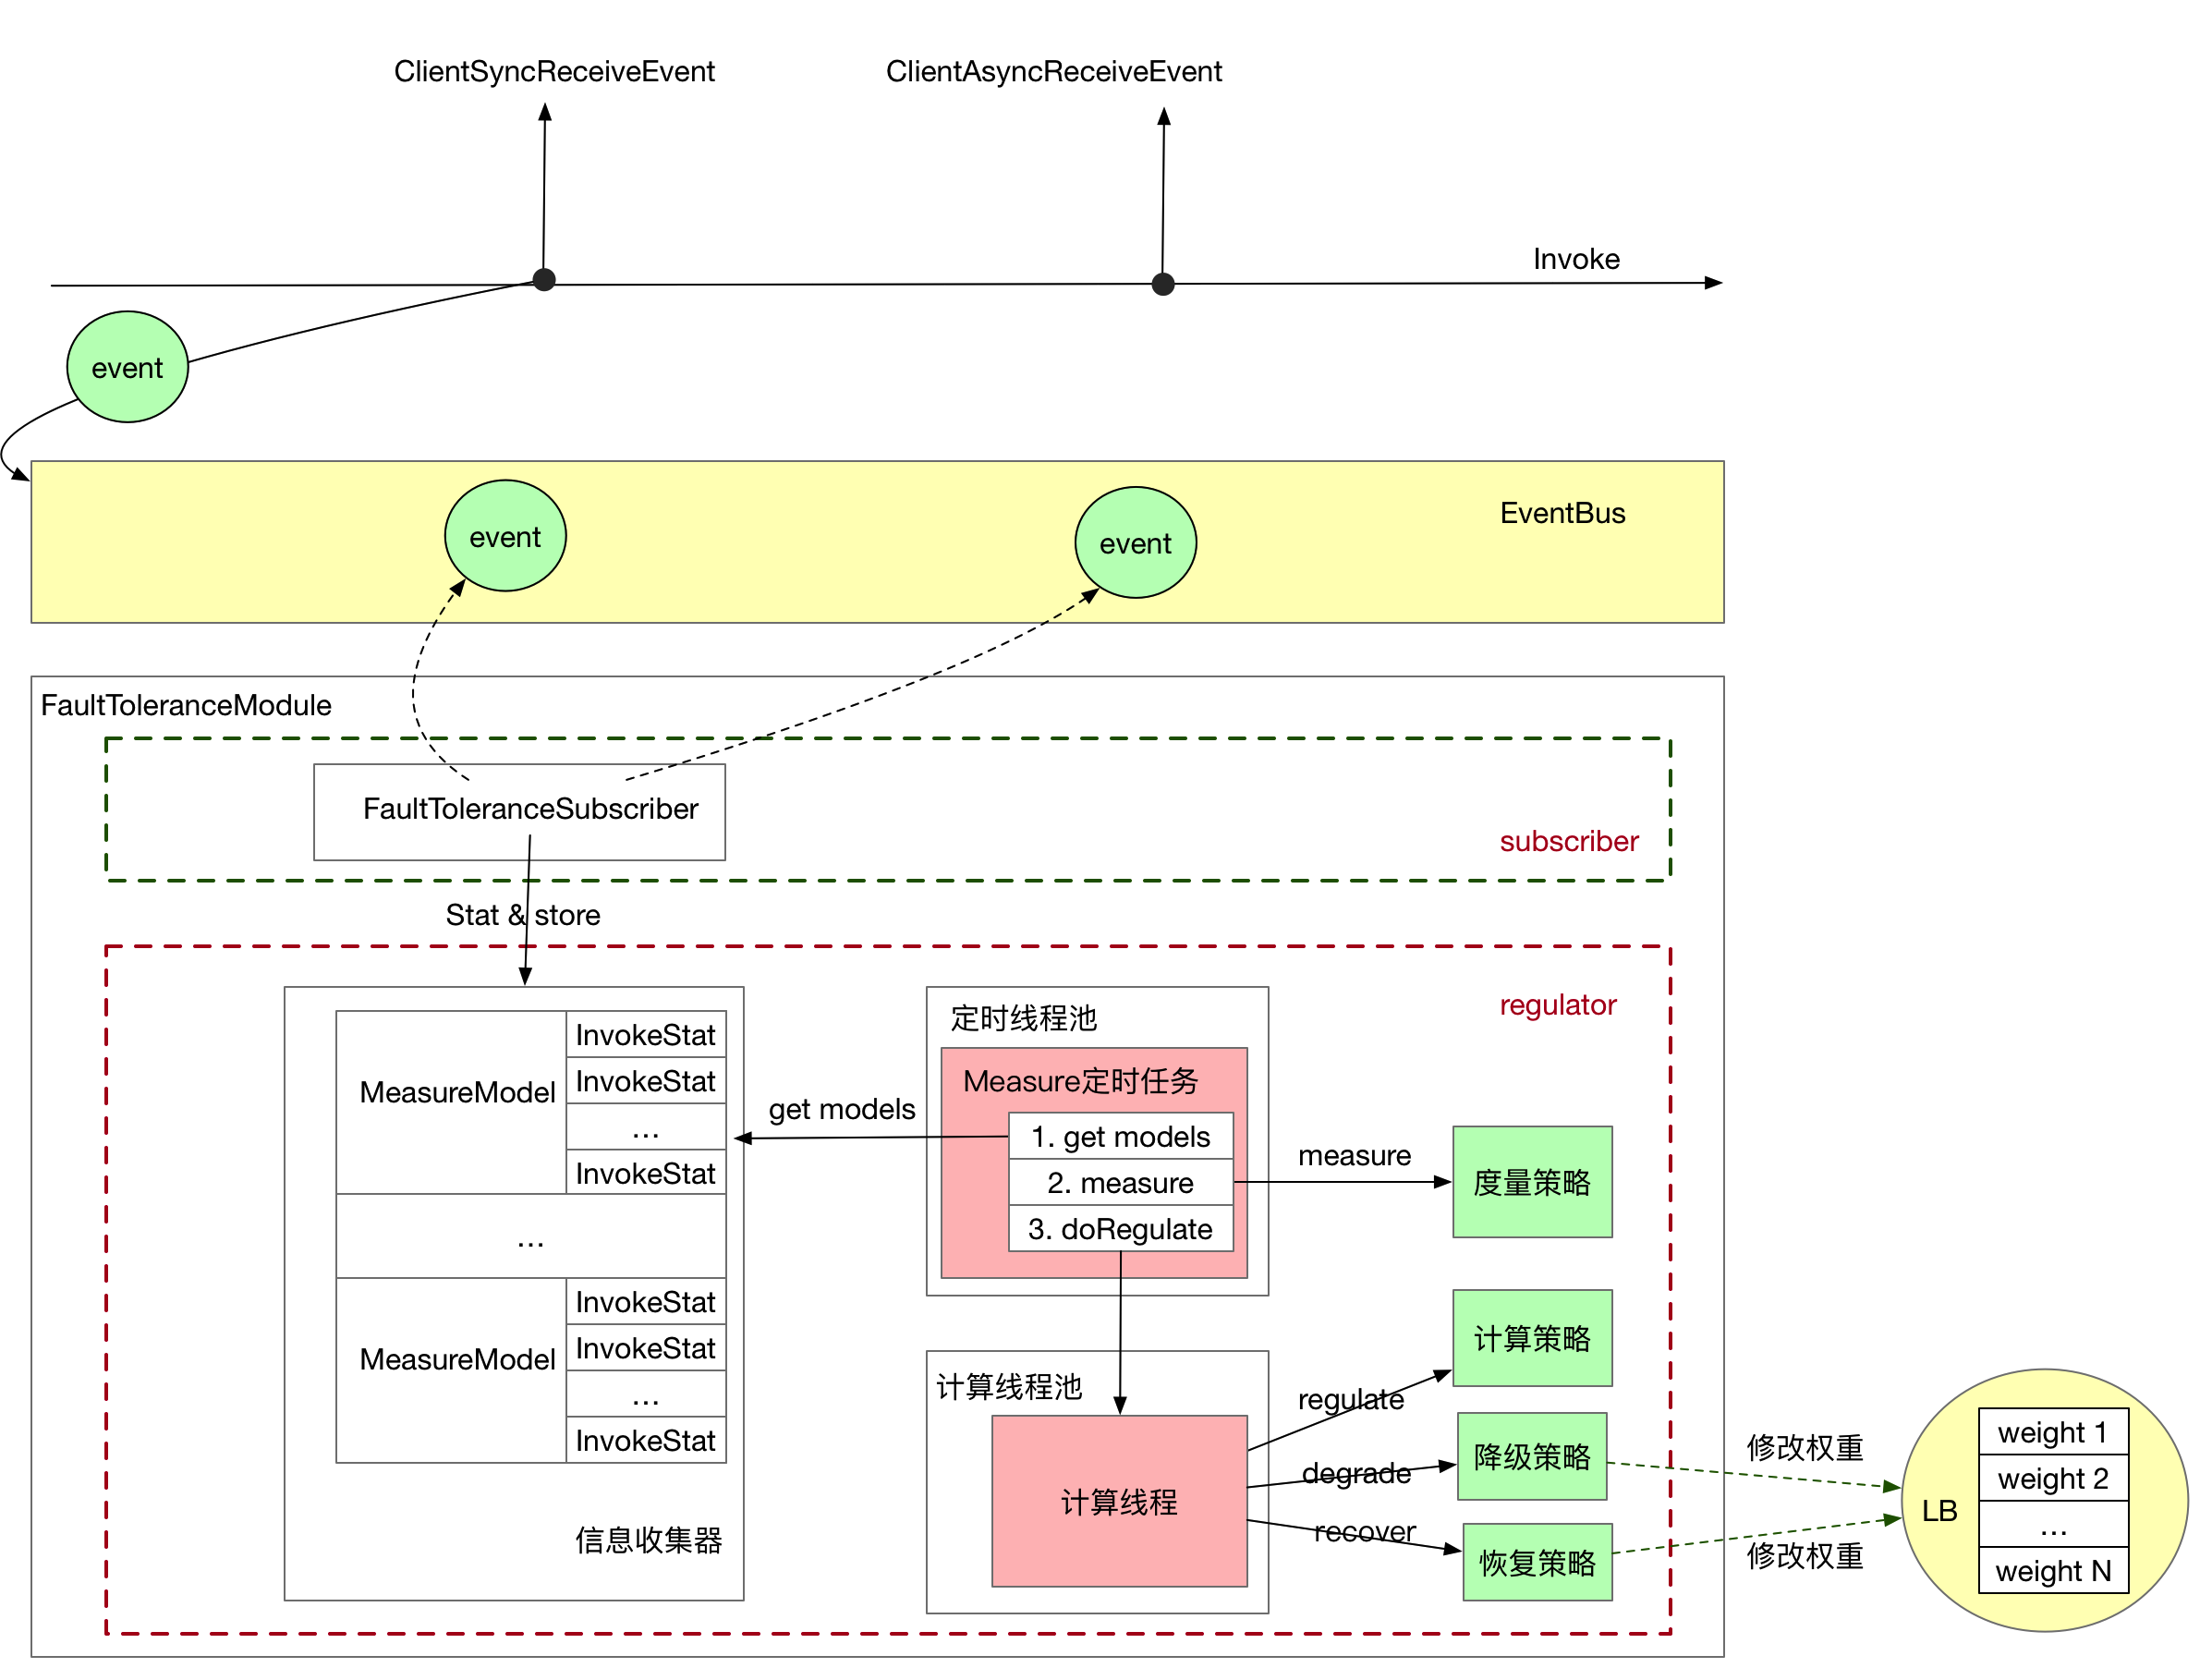 ClientSyncReceiveEvent
ClientAsyncReceiveEvent
Invoke
event
event
event
EventBus
FaultToleranceModule
FaultToleranceSubscriber
subscriber
Stat & store
regulator
MeasureModel
InvokeStat
InvokeStat
...
InvokeStat
...
MeasureModel
InvokeStat
InvokeStat
...
InvokeStat
信息收集器
get models
定时线程池
Measure定时任务
1. get models
2. measure
3. doRegulate
measure
度量策略
计算线程池
计算线程
regulate
计算策略
degrade
降级策略
recover
恢复策略
修改权重
修改权重
LB
weight 1
weight 2
...
weight N